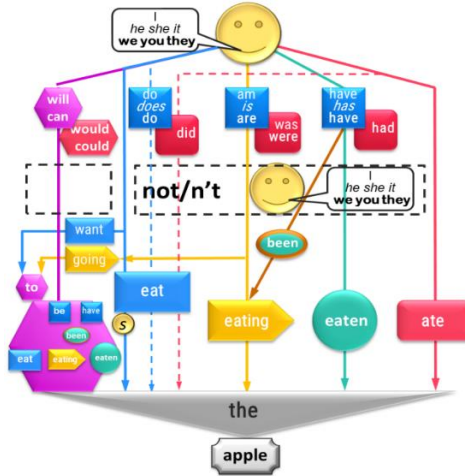 I
he she it
we you they
will
can
would
could
do
does
do
did
am
is
are
was
were
have
has
have
had
not/n't
I
he she it
we you they
want
going
to
been
eat
s
eating
eaten
ate
be
have
been
eat
eating
eaten
the
apple